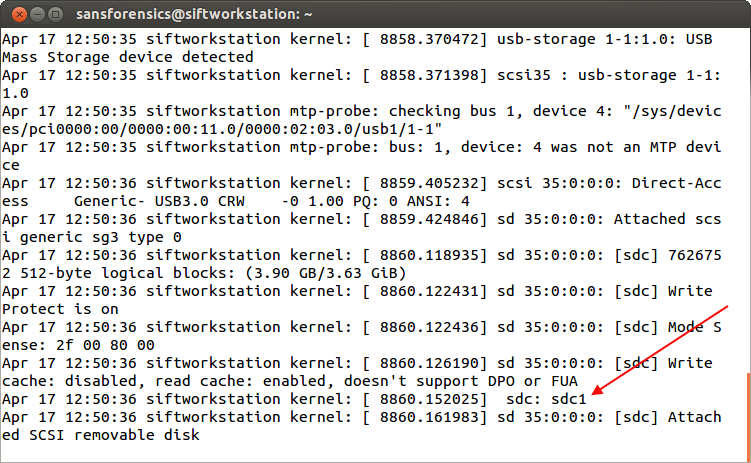 sansforensics@siftworkstation: ~
Apr 17 12:50:35 siftworkstation kernel: [ 8858.370472] usb-storage 1-1:1.0: USB
Mass Storage device detected
Apr 17 12:50:35 siftworkstation kernel: [ 8858.371398] scsi35 : usb-storage 1-1:
1.0
Apr 17 12:50:35 siftworkstation mtp-probe: checking bus 1, device 4: "/sys/devic
es/pci0000:00/0000:00:11.0/0000:02:03.0/usb1/1-1"
Apr 17 12:50:35 siftworkstation mtp-probe: bus: 1, device: 4 was not an MTP devi
ce
Apr 17 12:50:36 siftworkstation kernel: [ 8859.405232] scsi 35:0:0:0: Direct-Acc
ess     Generic- USB3.0 CRW    -0 1.00 PQ: 0 ANSI: 4
Apr 17 12:50:36 siftworkstation kernel: [ 8859.424846] sd 35:0:0:0: Attached scs
i generic sg3 type 0
Apr 17 12:50:36 siftworkstation kernel: [ 8860.118935] sd 35:0:0:0: [sdc] 762675
2 512-byte logical blocks: (3.90 GB/3.63 GiB)
Apr 17 12:50:36 siftworkstation kernel: [ 8860.122431] sd 35:0:0:0: [sdc] Write
Protect is on
Apr 17 12:50:36 siftworkstation kernel: [ 8860.122436] sd 35:0:0:0: [sdc] Mode S
ense: 2f 00 80 00
Apr 17 12:50:36 siftworkstation kernel: [ 8860.126190] sd 35:0:0:0: [sdc] Write
cache: disabled, read cache: enabled, doesn't support DPO or FUA
Apr 17 12:50:36 siftworkstation kernel: [ 8860.152025]  sdc: sdc1
Apr 17 12:50:36 siftworkstation kernel: [ 8860.161983] sd 35:0:0:0: [sdc] Attach
ed SCSI removable disk